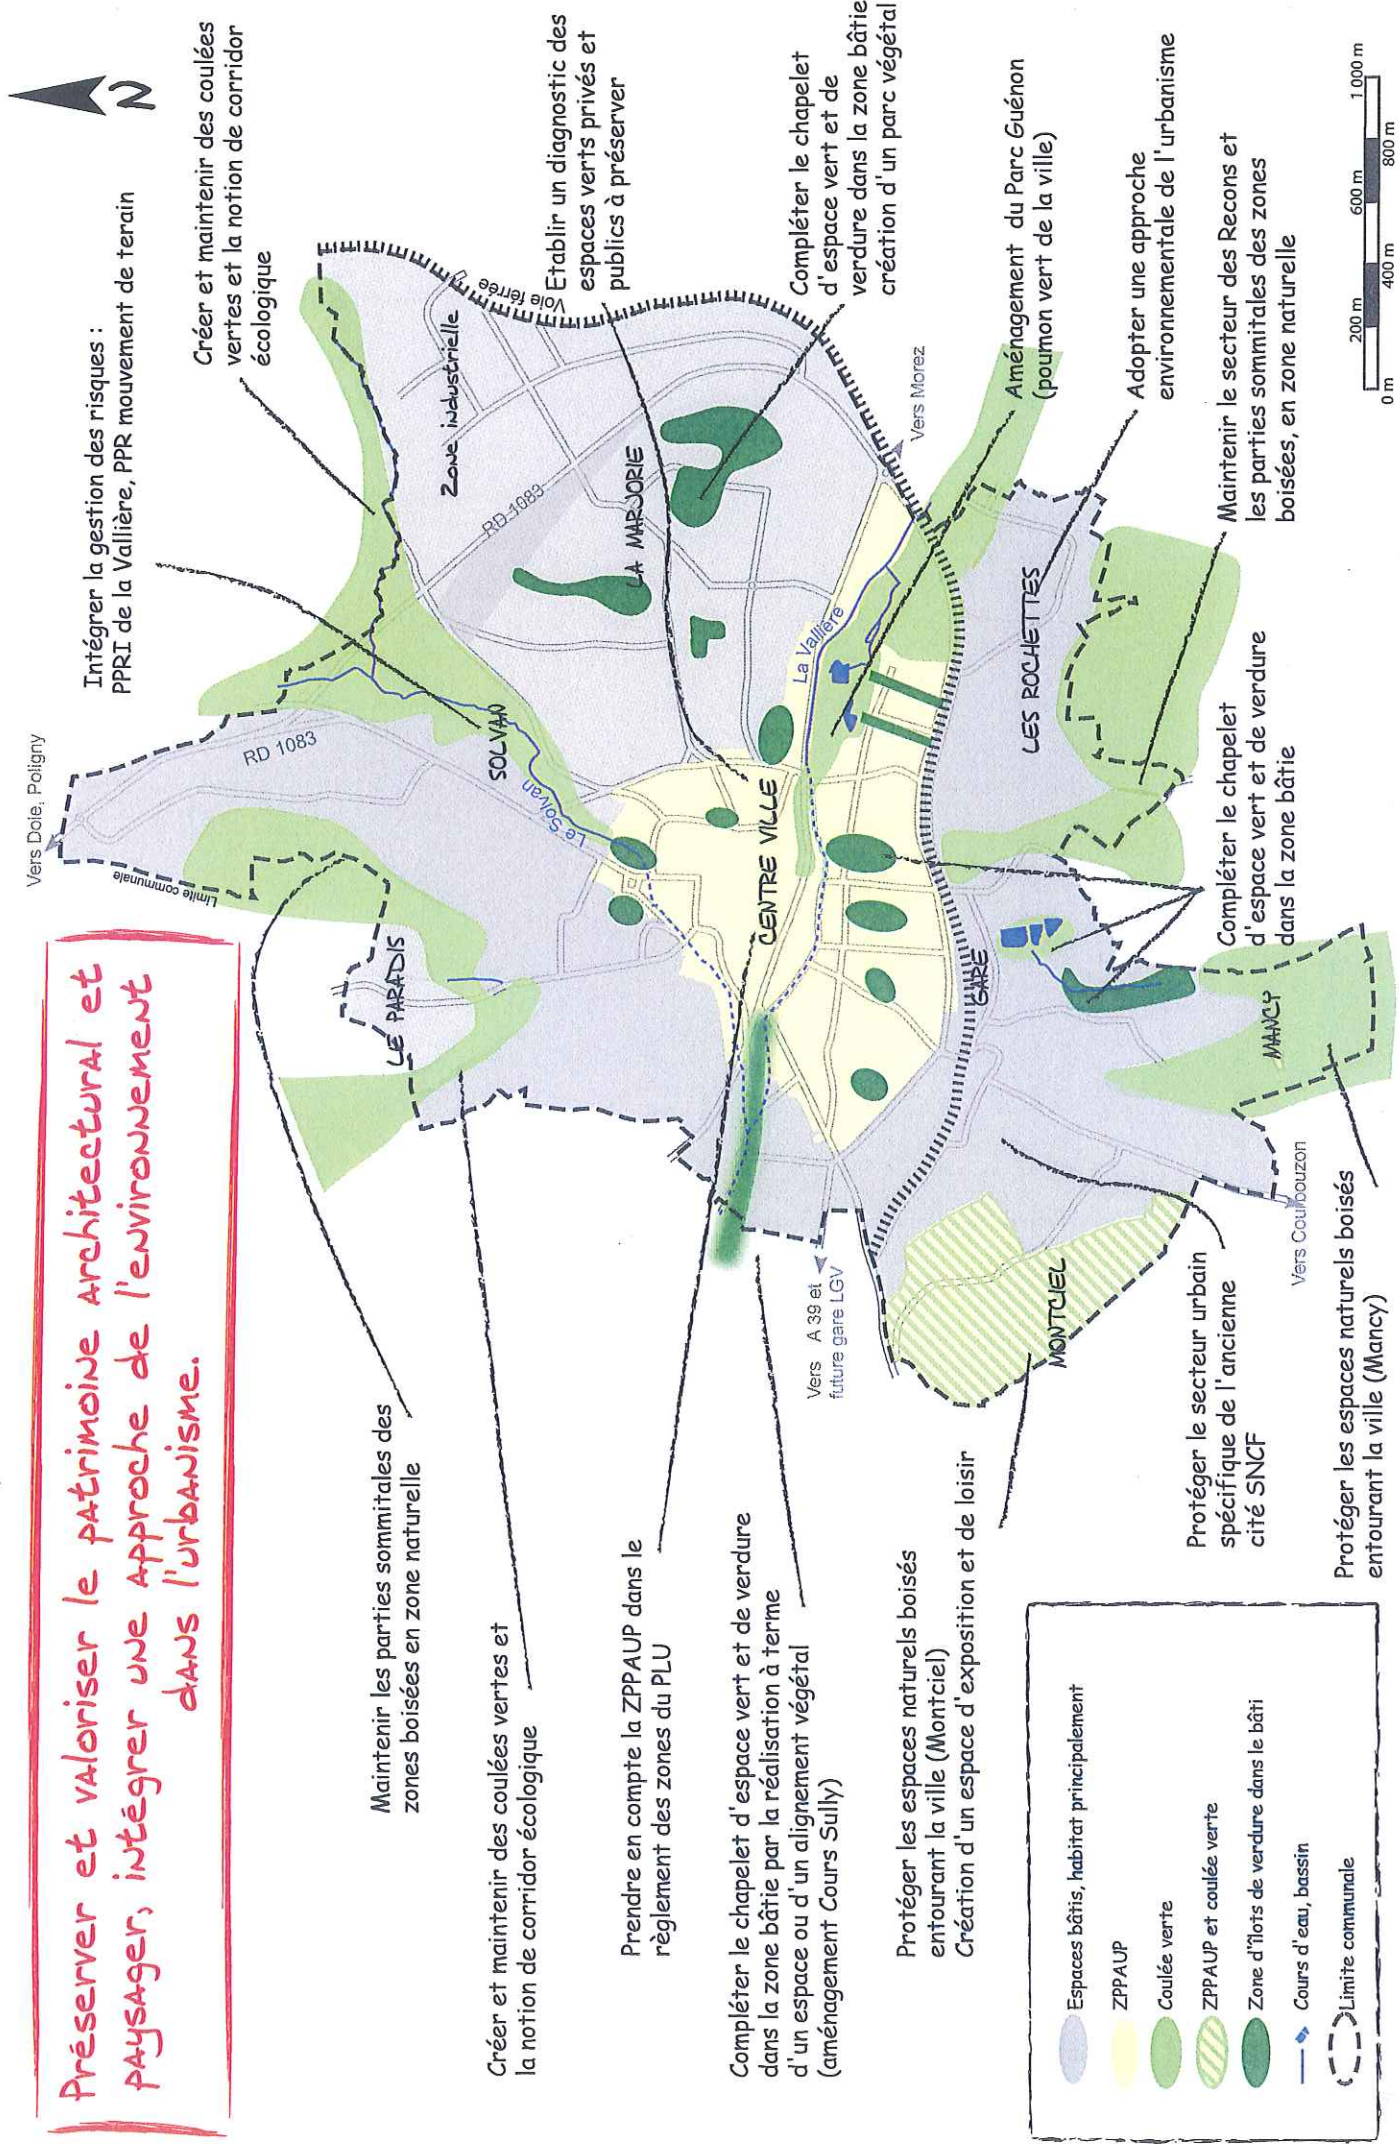 Préserver et valoriser le patrimoine architectural et
paysager, intégrer une approche de l'environnement
dans l'urbanisme.
Vers Dole, Poligny
Intégrer la gestion des risques :
PPRI de la Vallière, PPR mouvement de terrain
N
Créer et maintenir des coulées
vertes et la notion de corridor
écologique
Maintenir les parties sommitales des
zones boisées en zone naturelle
Limite communale
RD 1083
LE PARADIS
SOLVAN
Le Solvan
Zone industrielle
Voie férrée
RD 1083
Etablir un diagnostic des
espaces verts privés et
publics à préserver
Créer et maintenir des coulées vertes et
la notion de corridor écologique
LA MARJORIE
Prendre en compte la ZPPAUP dans le
règlement des zones du PLU
CENTRE VILLE
La Vallière
Compléter le chapelet
d'espace vert et de
verdure dans la zone bâtie
création d'un parc végétal
Compléter le chapelet d'espace vert et de verdure
dans la zone bâtie par la réalisation à terme
d'un espace ou d'un alignement végétal
(aménagement Cours Sully)
Vers A 39 et
future gare LGV
Vers Morez
Aménagement du Parc Guénon
(poumon vert de la ville)
Protéger les espaces naturels boisés
entourant la ville (Montciel)
Création d'un espace d'exposition et de loisir
GARE
LES ROCHETTES
MONTCIEL
Adopter une approche
environnementale de l'urbanisme
Protéger le secteur urbain
spécifique de l'ancienne
cité SNCF
MANCY
Compléter le chapelet
d'espace vert et de verdure
dans la zone bâtie
Maintenir le secteur des Recons et
les parties sommitales des zones
boisées, en zone naturelle
Vers Courbouzon
Protéger les espaces naturels boisés
entourant la ville (Mancy)
Espaces bâtis, habitat principalement
ZPPAUP
Coulée verte
ZPPAUP et coulée verte
Zone d'îlots de verdure dans le bâti
Cours d'eau, bassin
Limite communale
0 m 200 m 400 m 600 m 800 m 1 000 m